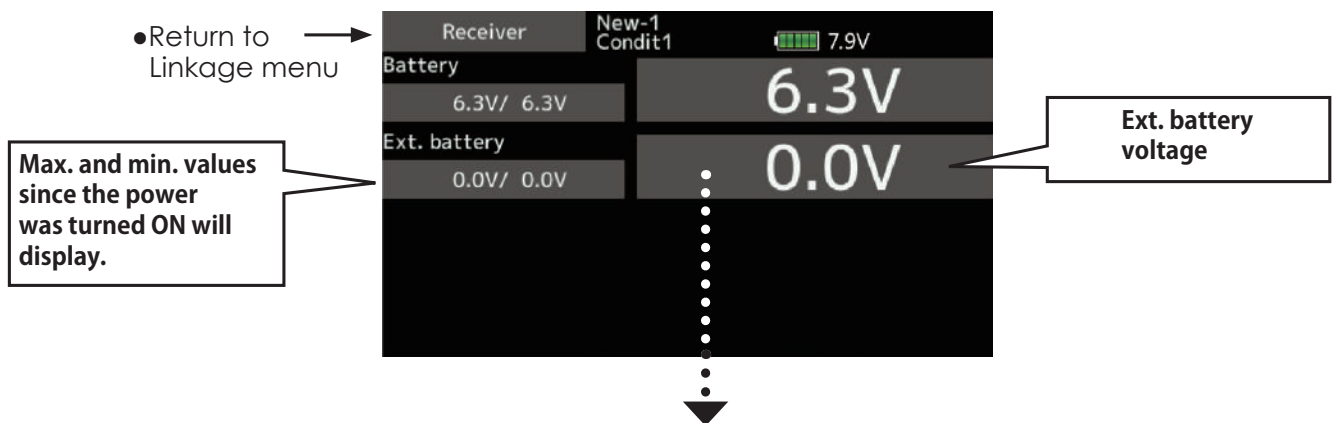 ●Return to
Linkage menu
Receiver
New-1
Condit1
7.9V
Battery
6.3V/ 6.3V
6.3V
Ext. battery
0.0V/ 0.0V
0.0V
Max. and min. values
since the power
was turned ON will
display.
Ext. battery
voltage